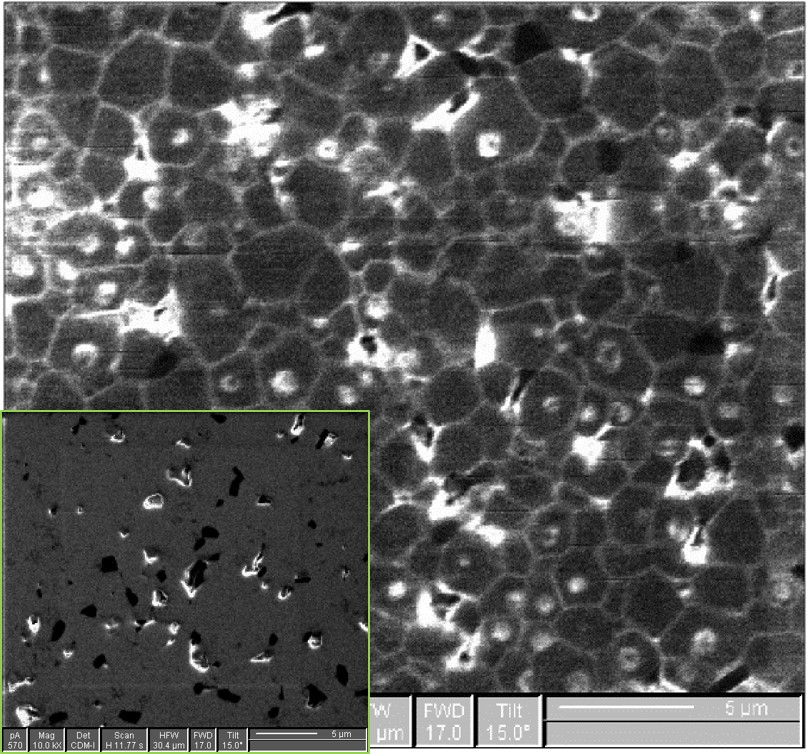 W FWD Tilt 5 µm
µm 17.0 15.0°
pA Mag Det Scan HFW FWD Tilt 5 µm
570 10.0 kX CDM-I H 11.77 s 30.4 µm 17.0 15.0°